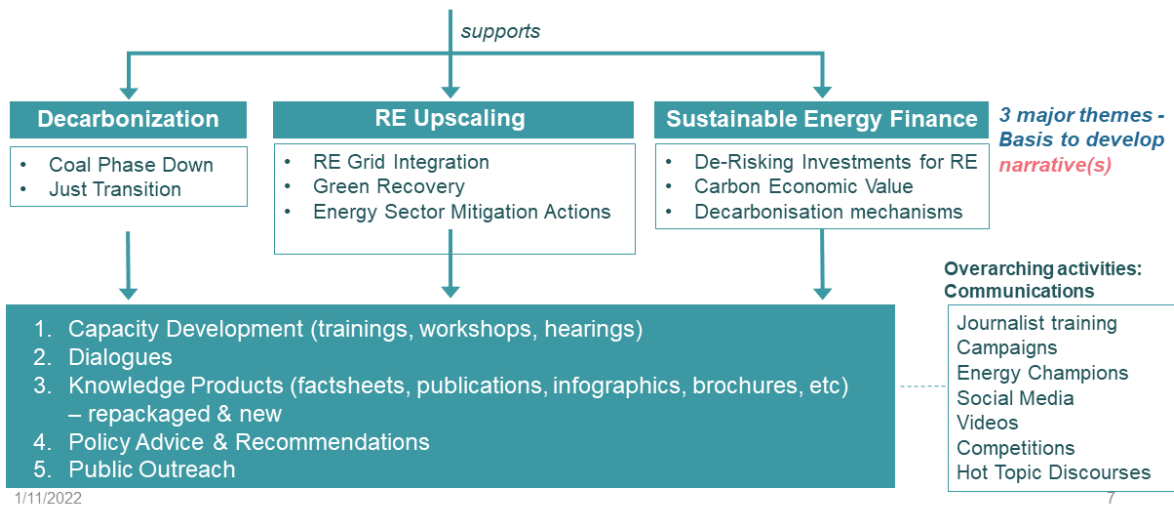 supports
Decarbonization
• Coal Phase Down
• Just Transition
RE Upscaling
• RE Grid Integration
• Green Recovery
• Energy Sector Mitigation Actions
Sustainable Energy Finance
• De-Risking Investments for RE
• Carbon Economic Value
• Decarbonisation mechanisms
3 major themes -
Basis to develop
narrative(s)
1. Capacity Development (trainings, workshops, hearings)
2. Dialogues
3. Knowledge Products (factsheets, publications, infographics, brochures, etc)
– repackaged & new
4. Policy Advice & Recommendations
5. Public Outreach
Overarching activities:
Communications
Journalist training
Campaigns
Energy Champions
Social Media
Videos
Competitions
Hot Topic Discourses
1/11/2022
7